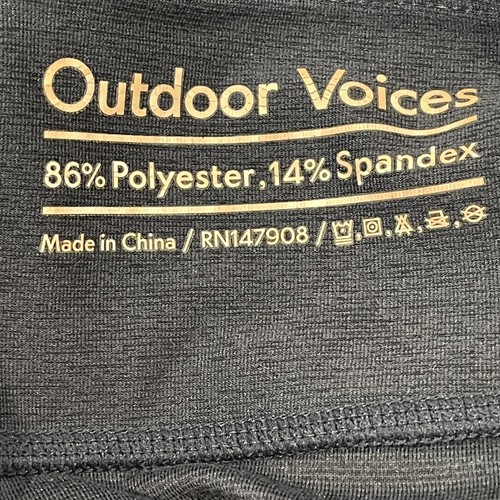 Outdoor Voices
86% Polyester, 14% Spandex
Made in China / RN147908 /